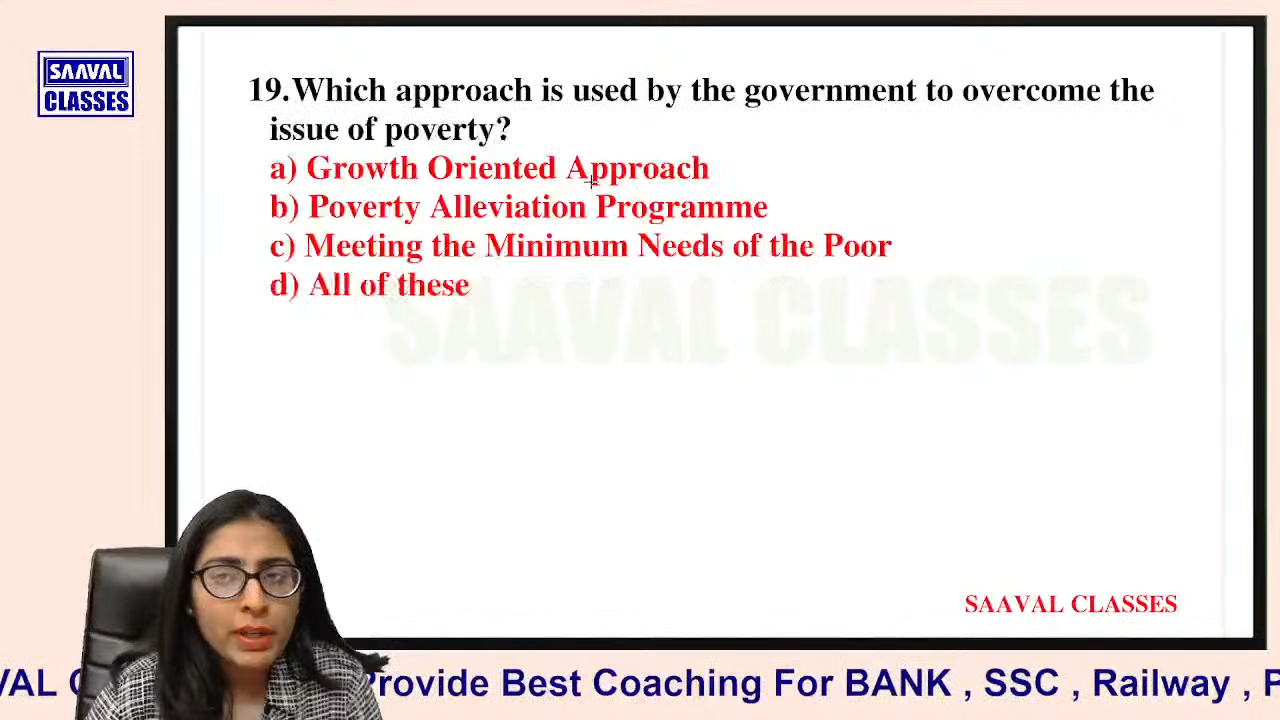 SAAVAL
CLASSES
19.Which approach is used by the government to overcome the
issue of poverty?
a) Growth Oriented Approach
b) Poverty Alleviation Programme
c) Meeting the Minimum Needs of the Poor
d) All of these
SAAVAL CLASSES
SAAVAL CLASSES
Provide Best Coaching For BANK , SSC , Railway ,